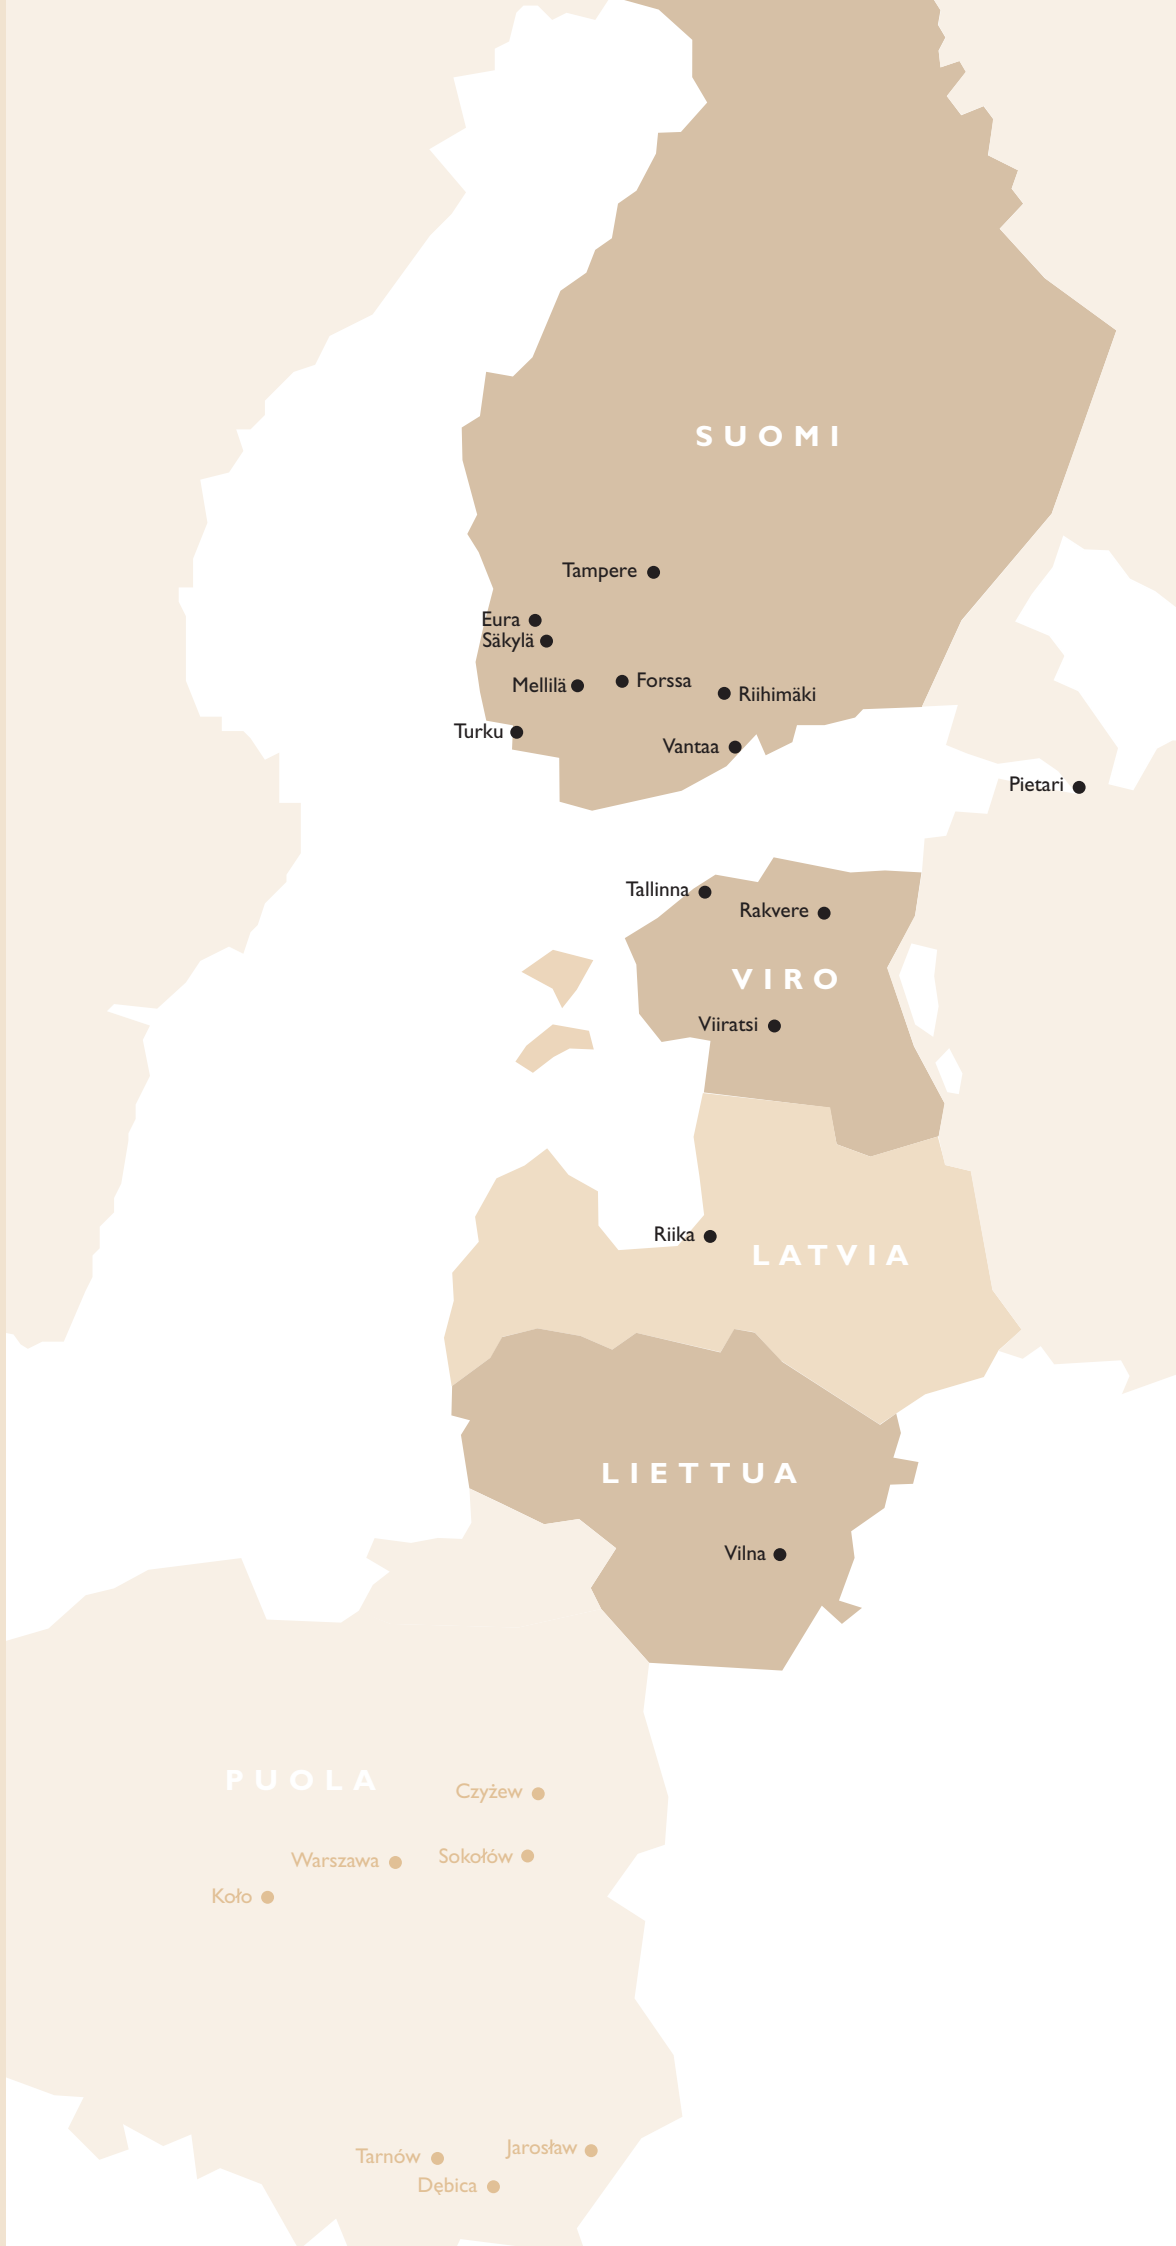 SUOMI
Tampere
Eura
Säkylä
Mellilä
Forssa
Riihimäki
Turku
Vantaa
Pietari
Tallinna
Rakvere
VIRO
Viiratsi
Riika
LATVIA
LIETTUA
Vilna
PUOLA
Czyżew
Warszawa
Sokołów
Koło
Tarnów
Jarosław
Dębica